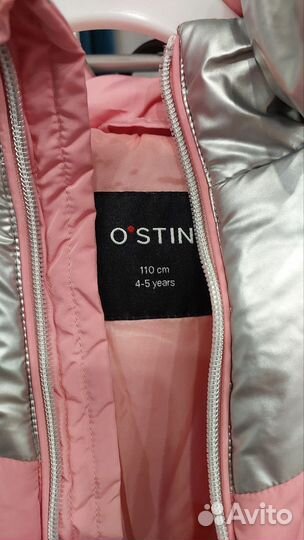 O*STIN
110 cm
4-5 years
Avito